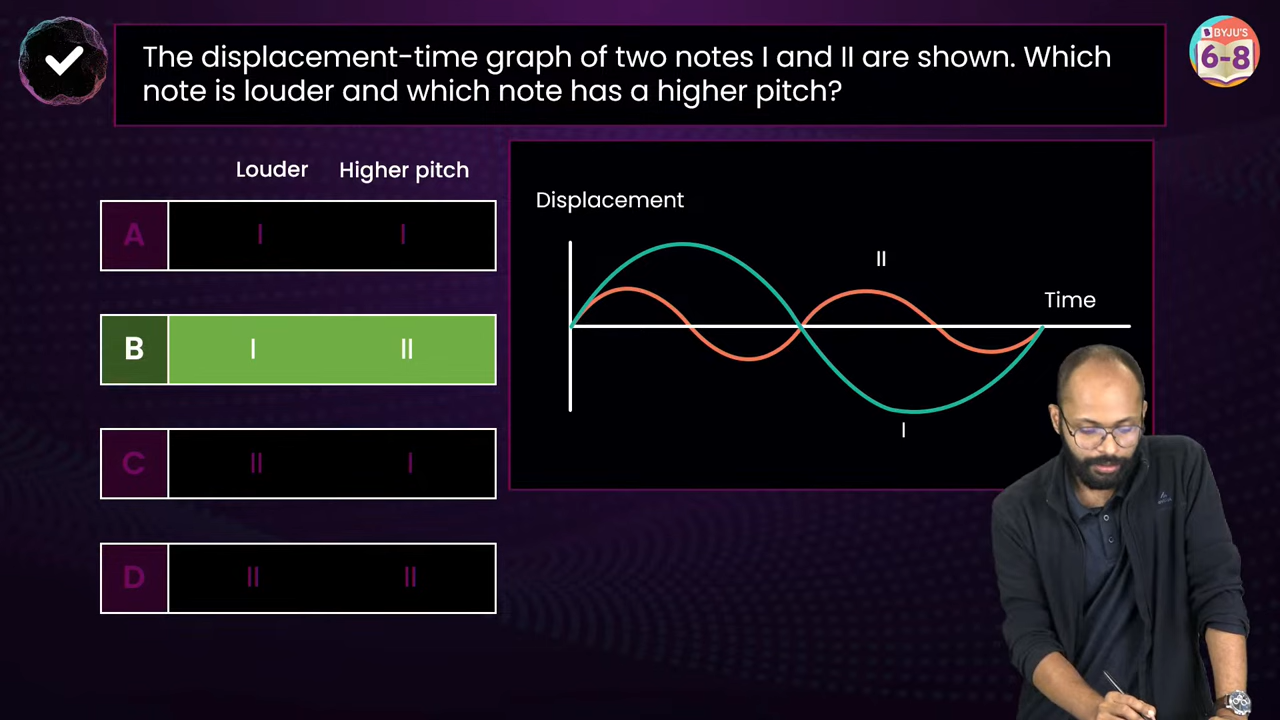 The displacement-time graph of two notes I and II are shown. Which
note is louder and which note has a higher pitch?
BYJU'S
6-8
Louder Higher pitch
A I I
B I II
C II I
D II II
Displacement
II
Time
I